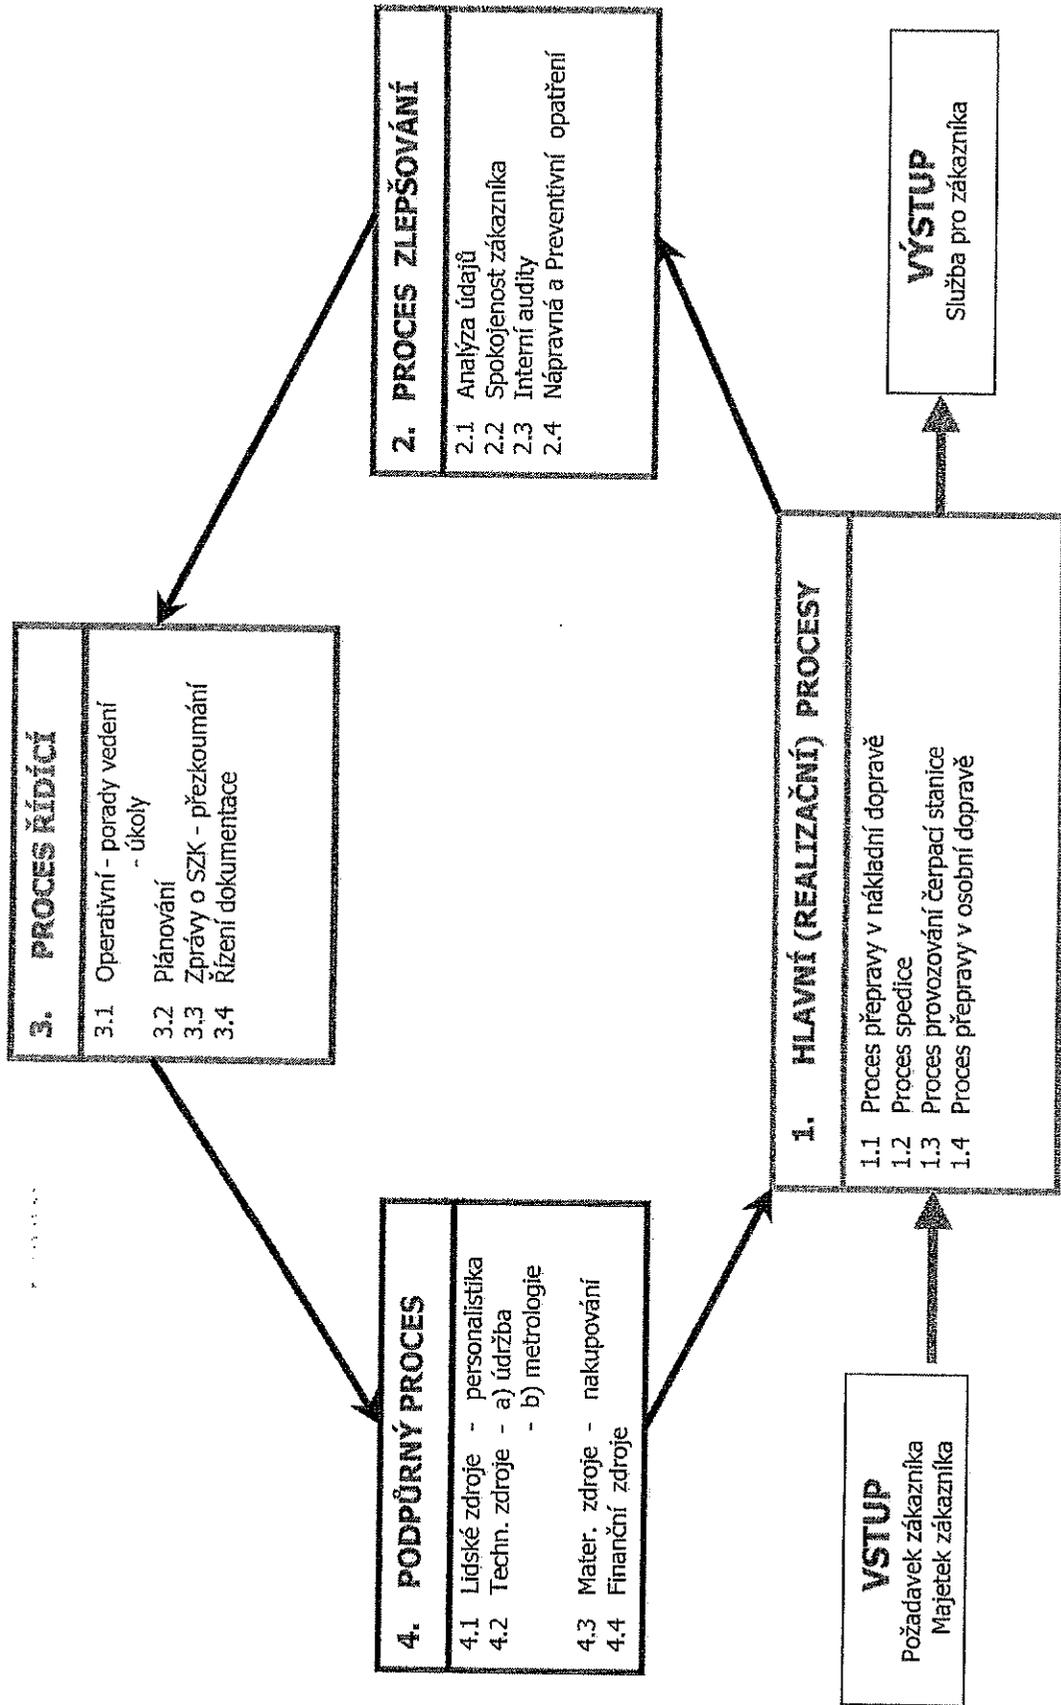 3. PROCES ŘÍDÍCÍ
3.1 Operativní - porady vedení
- úkoly
3.2 Plánování
3.3 Zprávy o SZK - přezkoumání
3.4 Řízení dokumentace
4. PODPŮRNÝ PROCES
4.1 Lidské zdroje - personalistika
4.2 Techn. zdroje - a) údržba
- b) metrologie
4.3 Mater. zdroje - nakupování
4.4 Finanční zdroje
2. PROCES ZLEPŠOVÁNÍ
2.1 Analýza údajů
2.2 Spokojenost zákazníka
2.3 Interní audity
2.4 Nápravná a Preventivní opatření
VSTUP
Požadavek zákazníka
Majetek zákazníka
1. HLAVNÍ (REALIZAČNÍ) PROCESY
1.1 Proces přepravy v nákladní dopravě
1.2 Proces spedice
1.3 Proces provozování čerpací stanice
1.4 Proces přepravy v osobní dopravě
VÝSTUP
Služba pro zákazníka